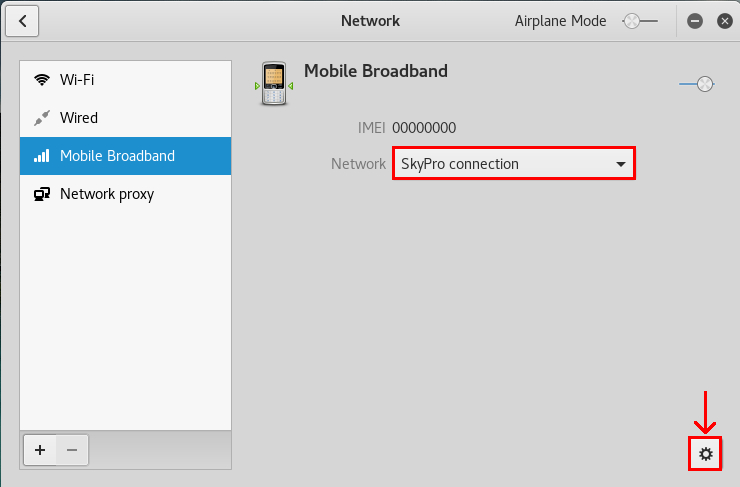 Network
Airplane Mode
Wi-Fi
Wired
Mobile Broadband
Network proxy
Mobile Broadband
IMEI 00000000
Network SkyPro connection